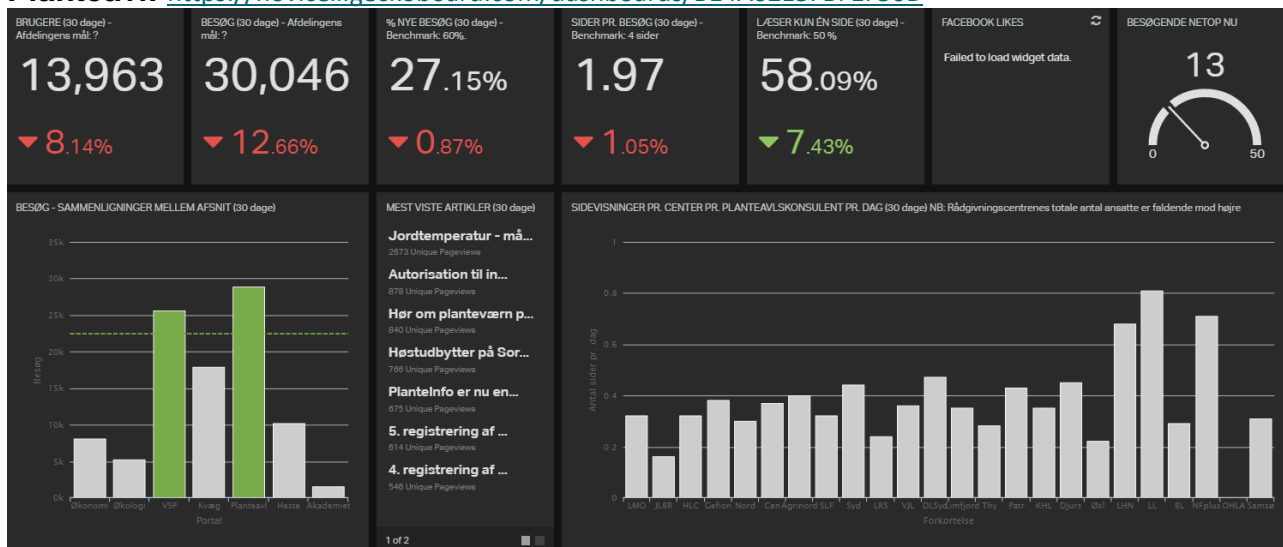 BRUGERE (30 dage) -
Afdelingens mål: ?
13,963
8.14%
BESØG (30 dage) - Afdelingens
mål: ?
30,046
12.66%
% NYE BESØG (30 dage) -
Benchmark: 60%.
27.15%
0.87%
SIDER PR. BESØG (30 dage) -
Benchmark: 4 sider
1.97
1.05%
LÆSER KUN ÉN SIDE (30 dage) -
Benchmark: 50 %
58.09%
7.43%
FACEBOOK LIKES
Failed to load widget data.
BESØGENDE NETOP NU
13
0 50
BESØG - SAMMENLIGNINGER MELLEM AFSNIT (30 dage)
35k
30k
25k
20k
15k
10k
5k
0k
Besøg
Økonomi Økologi VSP Kvæg Planteavl Heste Akademiet
Portal
MEST VISTE ARTIKLER (30 dage)
Jordtemperatur - må...
2673 Unique Pageviews
Autorisation til in...
878 Unique Pageviews
Hør om planteværn p...
840 Unique Pageviews
Høstudbytter på Sor...
766 Unique Pageviews
PlanteInfo er nu en...
675 Unique Pageviews
5. registrering af ...
614 Unique Pageviews
4. registrering af ...
546 Unique Pageviews
1 of 2
SIDEVISNINGER PR. CENTER PR. PLANTEAVLSKONSULENT PR. DAG (30 dage) NB: Rådgivningscentrenes totale antal ansatte er faldende mod højre
1
0.8
0.6
0.4
0.2
0
Antal sider pr. dag
LMO JLBR HLC Gefion Nord Cen Agrinord SLF Syd LRS VJL DLSyd Limfjord Thy Patr KHL Djurs Øsl LHN LL BL NFplus OHLA Samsø
Forkortelse